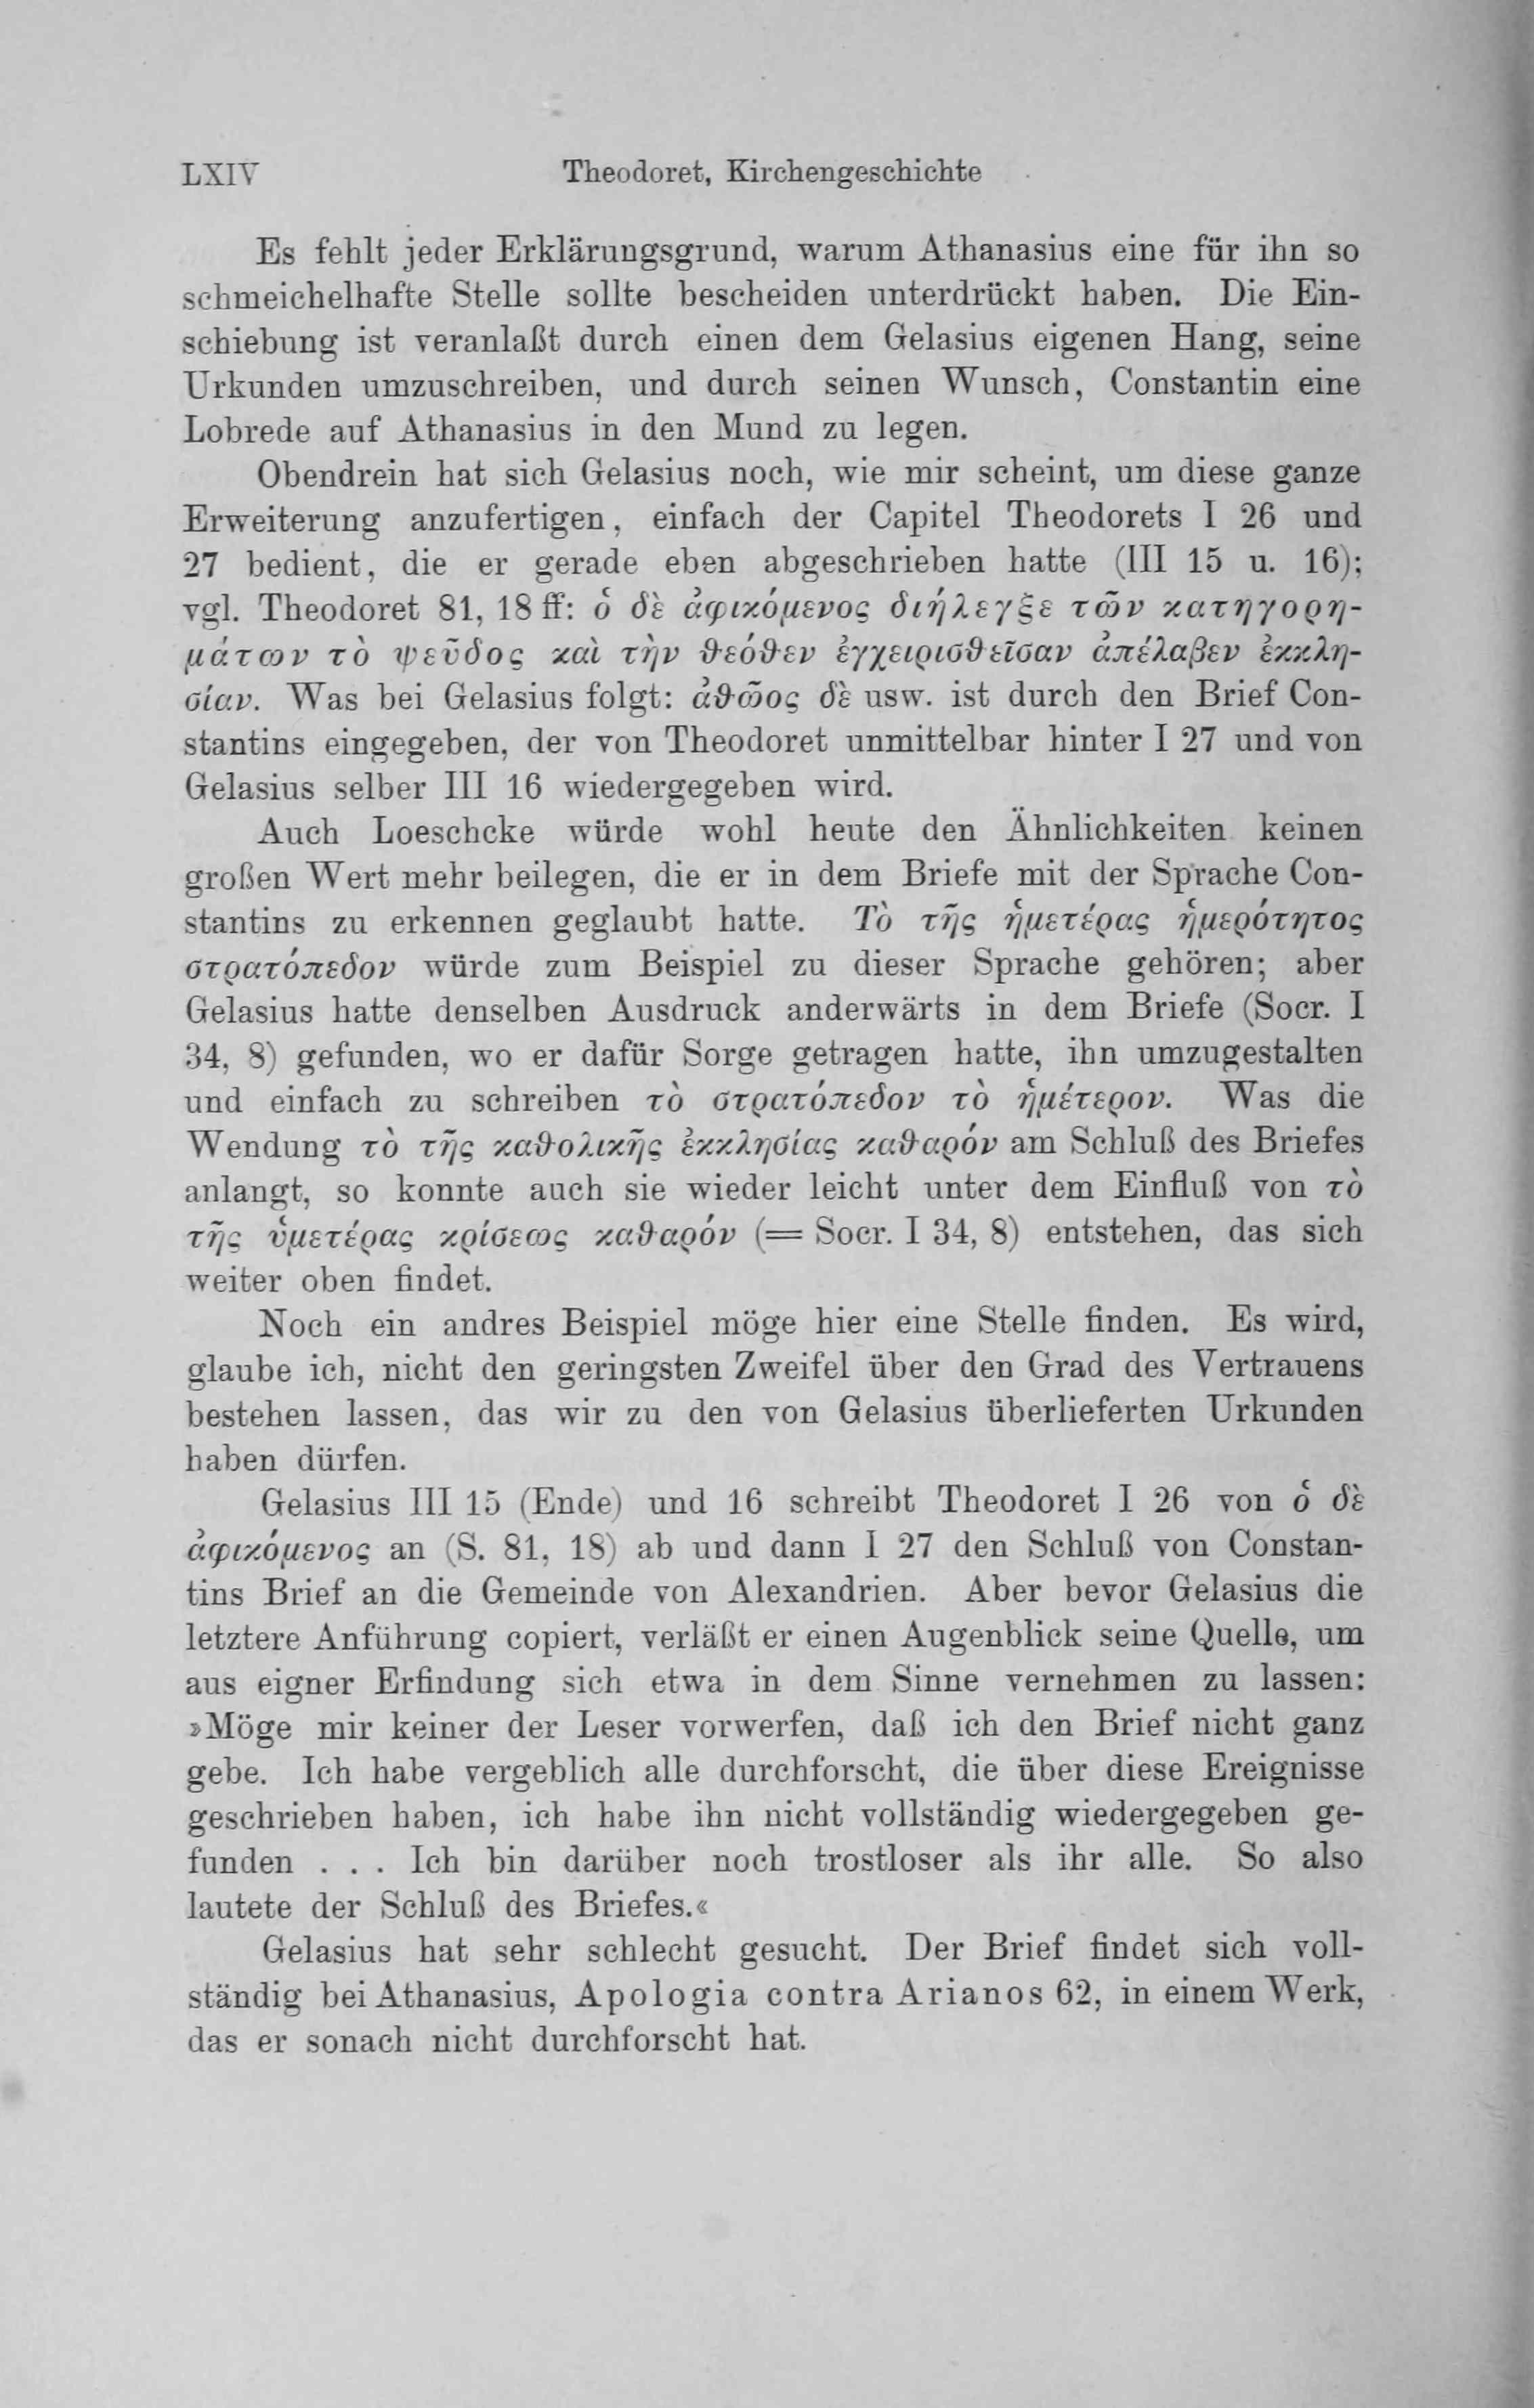 LXIV Theodoret, Kirchengeschichte
Es fehlt jeder Erklärungsgrund, warum Athanasius eine für ihn so
schmeichelhafte Stelle sollte bescheiden unterdrückt haben. Die Ein-
schiebung ist veranlaßt durch einen dem Gelasius eigenen Hang, seine
Urkunden umzuschreiben, und durch seinen Wunsch, Constantin eine
Lobrede auf Athanasius in den Mund zu legen.
Obendrein hat sich Gelasius noch, wie mir scheint, um diese ganze
Erweiterung anzufertigen, einfach der Capitel Theodorets I 26 und
27 bedient, die er gerade eben abgeschrieben hatte (III 15 u. 16);
vgl. Theodoret 81, 18 ff: ὁ δὲ ἀφικόμενος διήλεγξε τῶν κατηγορη-
μάτων τὸ ψεῦδος καὶ τὴν θεόθεν ἐγχειρισθεῖσαν ἀπέλαβεν ἐκκλη-
σίαν. Was bei Gelasius folgt: ἀθῶος δὲ usw. ist durch den Brief Con-
stantins eingegeben, der von Theodoret unmittelbar hinter I 27 und von
Gelasius selber III 16 wiedergegeben wird.
Auch Loeschcke würde wohl heute den Ähnlichkeiten keinen
großen Wert mehr beilegen, die er in dem Briefe mit der Sprache Con-
stantins zu erkennen geglaubt hatte. Τὸ τῆς ἡμετέρας ἡμερότητος
στρατόπεδον würde zum Beispiel zu dieser Sprache gehören; aber
Gelasius hatte denselben Ausdruck anderwärts in dem Briefe (Socr. I
34, 8) gefunden, wo er dafür Sorge getragen hatte, ihn umzugestalten
und einfach zu schreiben τὸ στρατόπεδον τὸ ἡμέτερον. Was die
Wendung τὸ τῆς καθολικῆς ἐκκλησίας καθαρόν am Schluß des Briefes
anlangt, so konnte auch sie wieder leicht unter dem Einfluß von τὸ
τῆς ὑμετέρας κρίσεως καθαρόν (= Socr. I 34, 8) entstehen, das sich
weiter oben findet.
Noch ein andres Beispiel möge hier eine Stelle finden. Es wird,
glaube ich, nicht den geringsten Zweifel über den Grad des Vertrauens
bestehen lassen, das wir zu den von Gelasius überlieferten Urkunden
haben dürfen.
Gelasius III 15 (Ende) und 16 schreibt Theodoret I 26 von ὁ δὲ
ἀφικόμενος an (S. 81, 18) ab und dann I 27 den Schluß von Constan-
tins Brief an die Gemeinde von Alexandrien. Aber bevor Gelasius die
letztere Anführung copiert, verläßt er einen Augenblick seine Quelle, um
aus eigner Erfindung sich etwa in dem Sinne vernehmen zu lassen:
»Möge mir keiner der Leser vorwerfen, daß ich den Brief nicht ganz
gebe. Ich habe vergeblich alle durchforscht, die über diese Ereignisse
geschrieben haben, ich habe ihn nicht vollständig wiedergegeben ge-
funden . . . Ich bin darüber noch trostloser als ihr alle. So also
lautete der Schluß des Briefes.«
Gelasius hat sehr schlecht gesucht. Der Brief findet sich voll-
ständig bei Athanasius, Apologia contra Arianos 62, in einem Werk,
das er sonach nicht durchforscht hat.